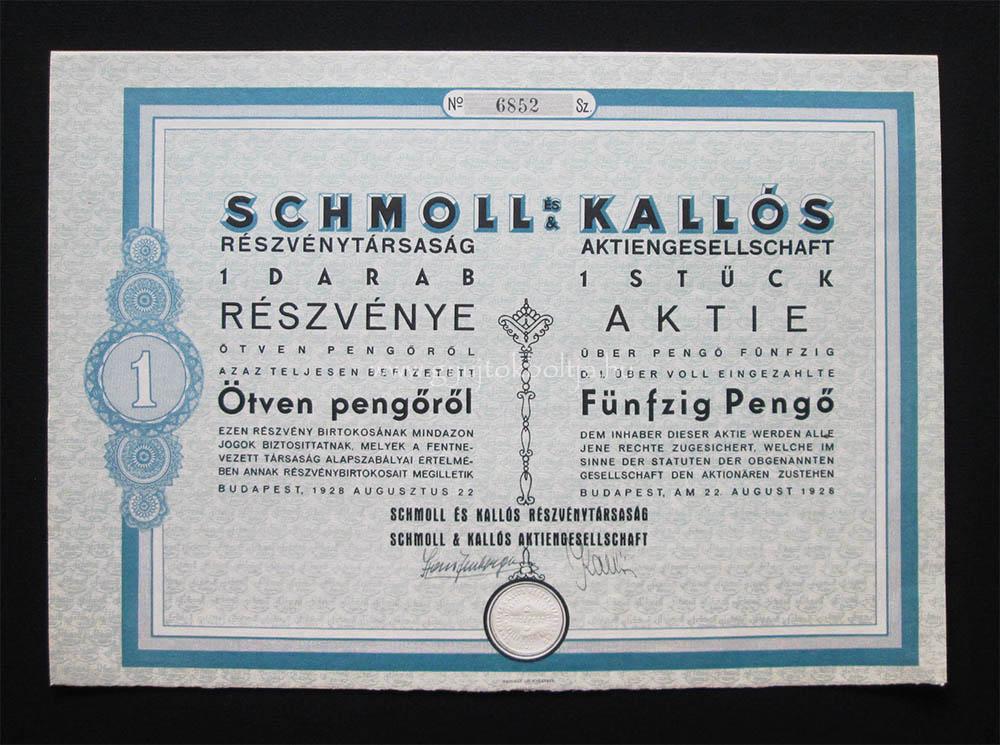 Nº 6852 Sz.
SCHMOLL ÉS & KALLÓS
RÉSZVÉNYTÁRSASÁG
1 DARAB
RÉSZVÉNYE
ÖTVEN PENGŐRŐL
AZAZ TELJESEN BEFIZETETT
Ötven pengőről
EZEN RÉSZVÉNY BIRTOKOSÁNAK MINDAZON
JOGOK BIZTOSITTATNAK, MELYEK A FENTNE-
VEZETT TÁRSASÁG ALAPSZABÁLYAI ÉRTELMÉ-
BEN ANNAK RÉSZVÉNYBIRTOKOSAIT MEGILLETIK
BUDAPEST, 1928 AUGUSZTUS 22
AKTIENGESELLSCHAFT
1 STÜCK
AKTIE
ÜBER PENGŐ FÜNFZIG
D. I. ÜBER VOLL EINGEZAHLTE
Fünfzig Pengő
DEM INHABER DIESER AKTIE WERDEN ALLE
JENE RECHTE ZUGESICHERT, WELCHE IM
SINNE DER STATUTEN DER OBGENANNTEN
GESELLSCHAFT DEN AKTIONÄREN ZUSTEHEN
BUDAPEST, AM 22. AUGUST 1928
1
SCHMOLL ÉS KALLÓS RÉSZVÉNYTÁRSASÁG
SCHMOLL & KALLÓS AKTIENGESELLSCHAFT